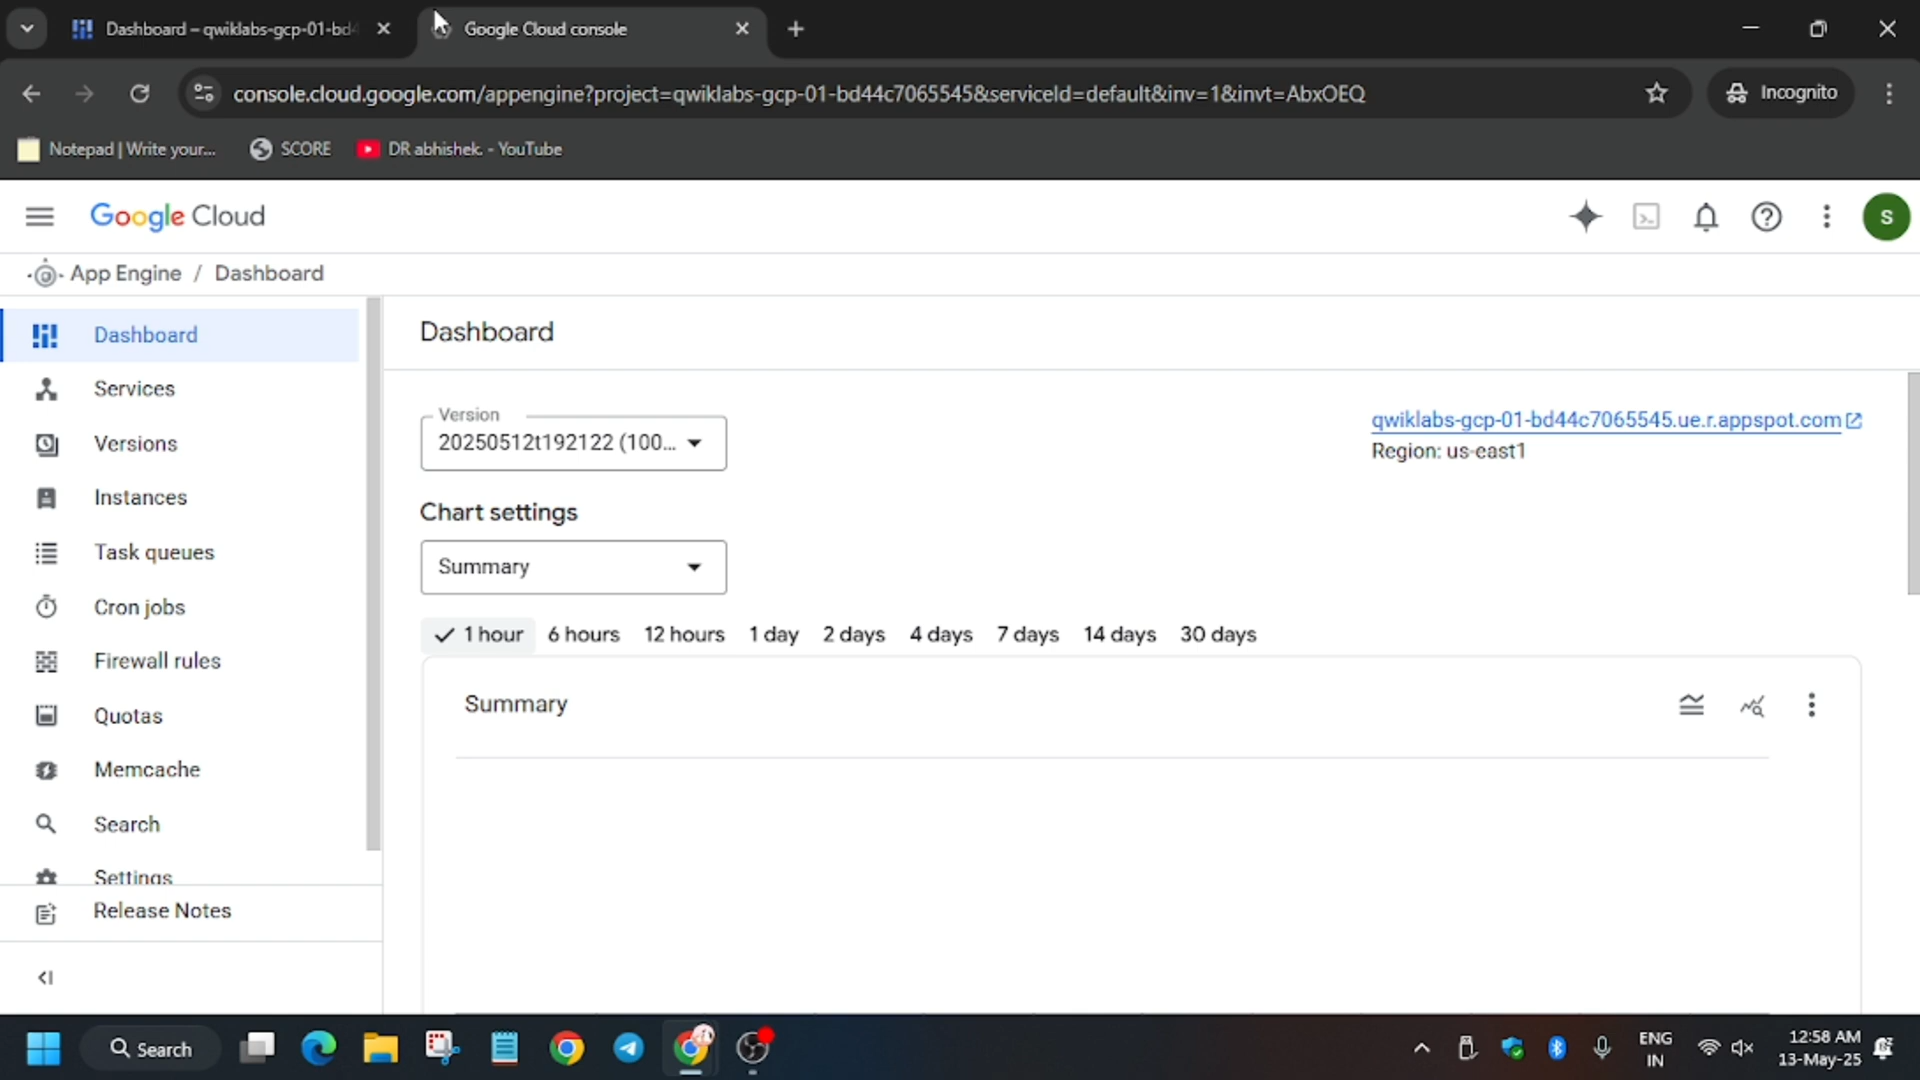 Dashboard – qwiklabs-gcp-01-bd4
Google Cloud console
console.cloud.google.com/appengine?project=qwiklabs-gcp-01-bd44c7065545&serviceId=default&inv=1&invt=AbxOEQ
Incognito
Notepad | Write your...
SCORE
DR abhishek. - YouTube
Google Cloud
S
App Engine / Dashboard
Dashboard
Services
Versions
Instances
Task queues
Cron jobs
Firewall rules
Quotas
Memcache
Search
Settings
Release Notes
Dashboard
Version
20250512t192122 (100...
qwiklabs-gcp-01-bd44c7065545.ue.r.appspot.com
Region: us-east1
Chart settings
Summary
1 hour 6 hours 12 hours 1 day 2 days 4 days 7 days 14 days 30 days
Summary
Search
ENG
IN
12:58 AM
13-May-25